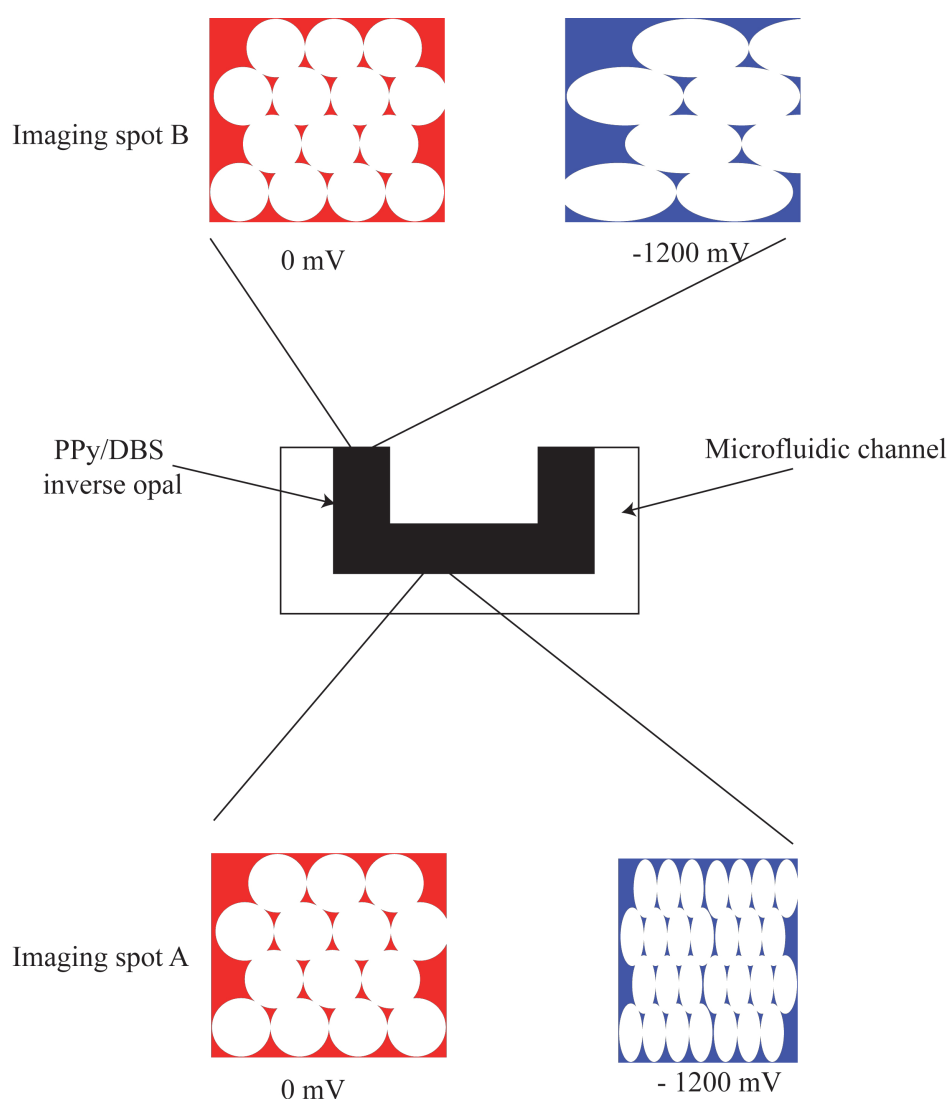 Imaging spot B
0 mV
-1200 mV
PPy/DBS
inverse opal
Microfluidic channel
Imaging spot A
0 mV
- 1200 mV